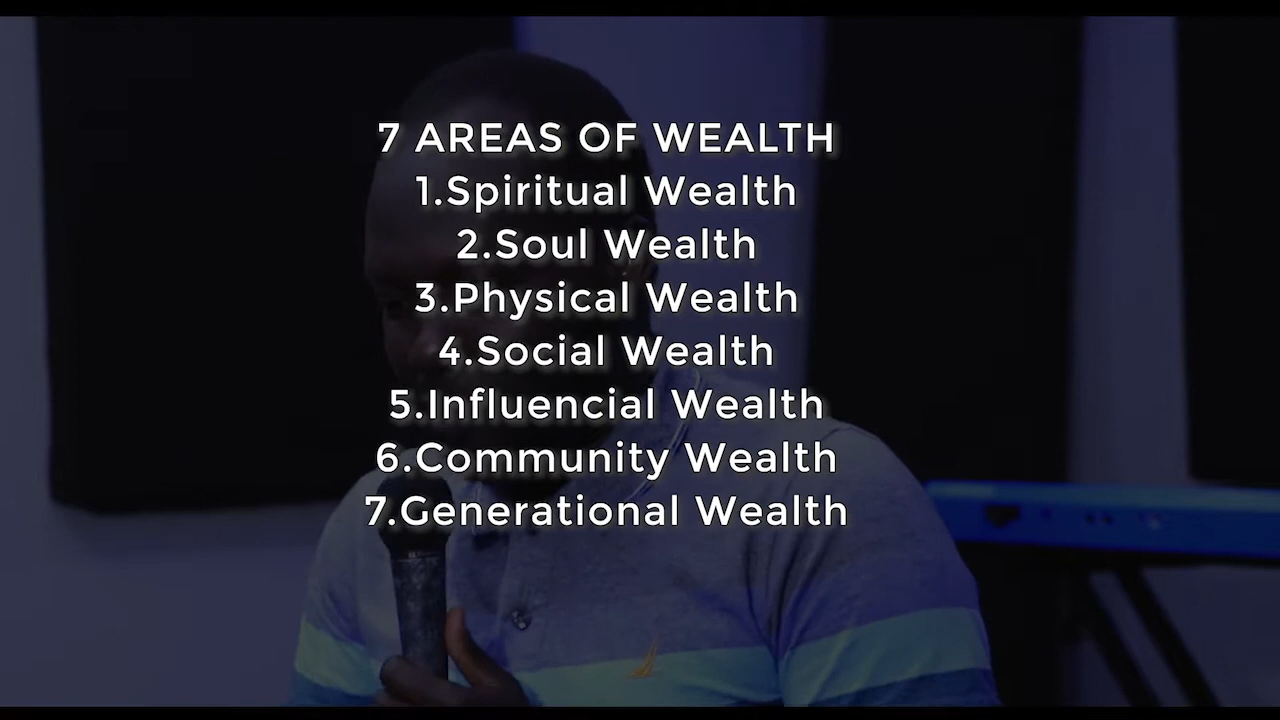 7 AREAS OF WEALTH
1.Spiritual Wealth
2.Soul Wealth
3.Physical Wealth
4.Social Wealth
5.Influencial Wealth
6.Community Wealth
7.Generational Wealth